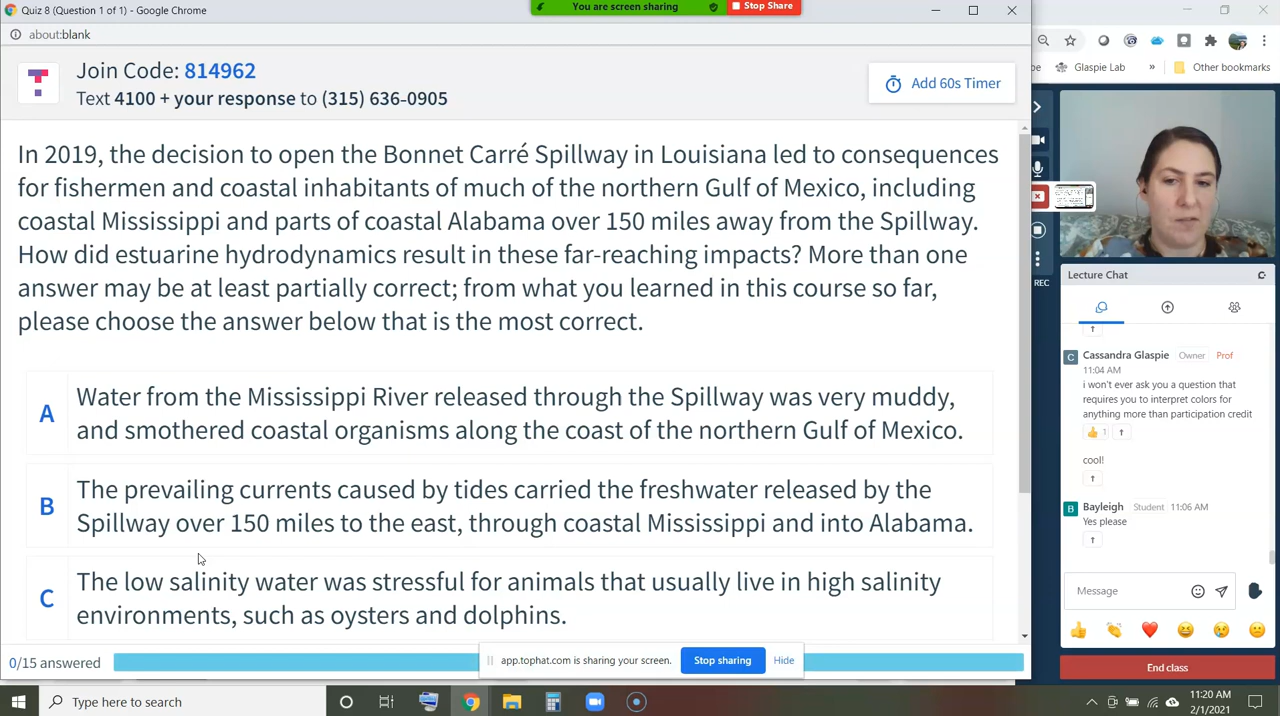 Quiz 8 (Question 1 of 1) - Google Chrome
You are screen sharing
Stop Share
about:blank
Join Code: 814962
Text 4100 + your response to (315) 636-0905
Add 60s Timer
In 2019, the decision to open the Bonnet Carré Spillway in Louisiana led to consequences
for fishermen and coastal inhabitants of much of the northern Gulf of Mexico, including
coastal Mississippi and parts of coastal Alabama over 150 miles away from the Spillway.
How did estuarine hydrodynamics result in these far-reaching impacts? More than one
answer may be at least partially correct; from what you learned in this course so far,
please choose the answer below that is the most correct.
A
Water from the Mississippi River released through the Spillway was very muddy,
and smothered coastal organisms along the coast of the northern Gulf of Mexico.
B
The prevailing currents caused by tides carried the freshwater released by the
Spillway over 150 miles to the east, through coastal Mississippi and into Alabama.
C
The low salinity water was stressful for animals that usually live in high salinity
environments, such as oysters and dolphins.
0/15 answered
app.tophat.com is sharing your screen.
Stop sharing
Hide
be
Glaspie Lab
»
Other bookmarks
REC
Lecture Chat
C
Cassandra Glaspie Owner Prof
11:04 AM
i won't ever ask you a question that
requires you to interpret colors for
anything more than participation credit
1
cool!
B
Bayleigh Student 11:06 AM
Yes please
Message
End class
Type here to search
11:20 AM
2/1/2021